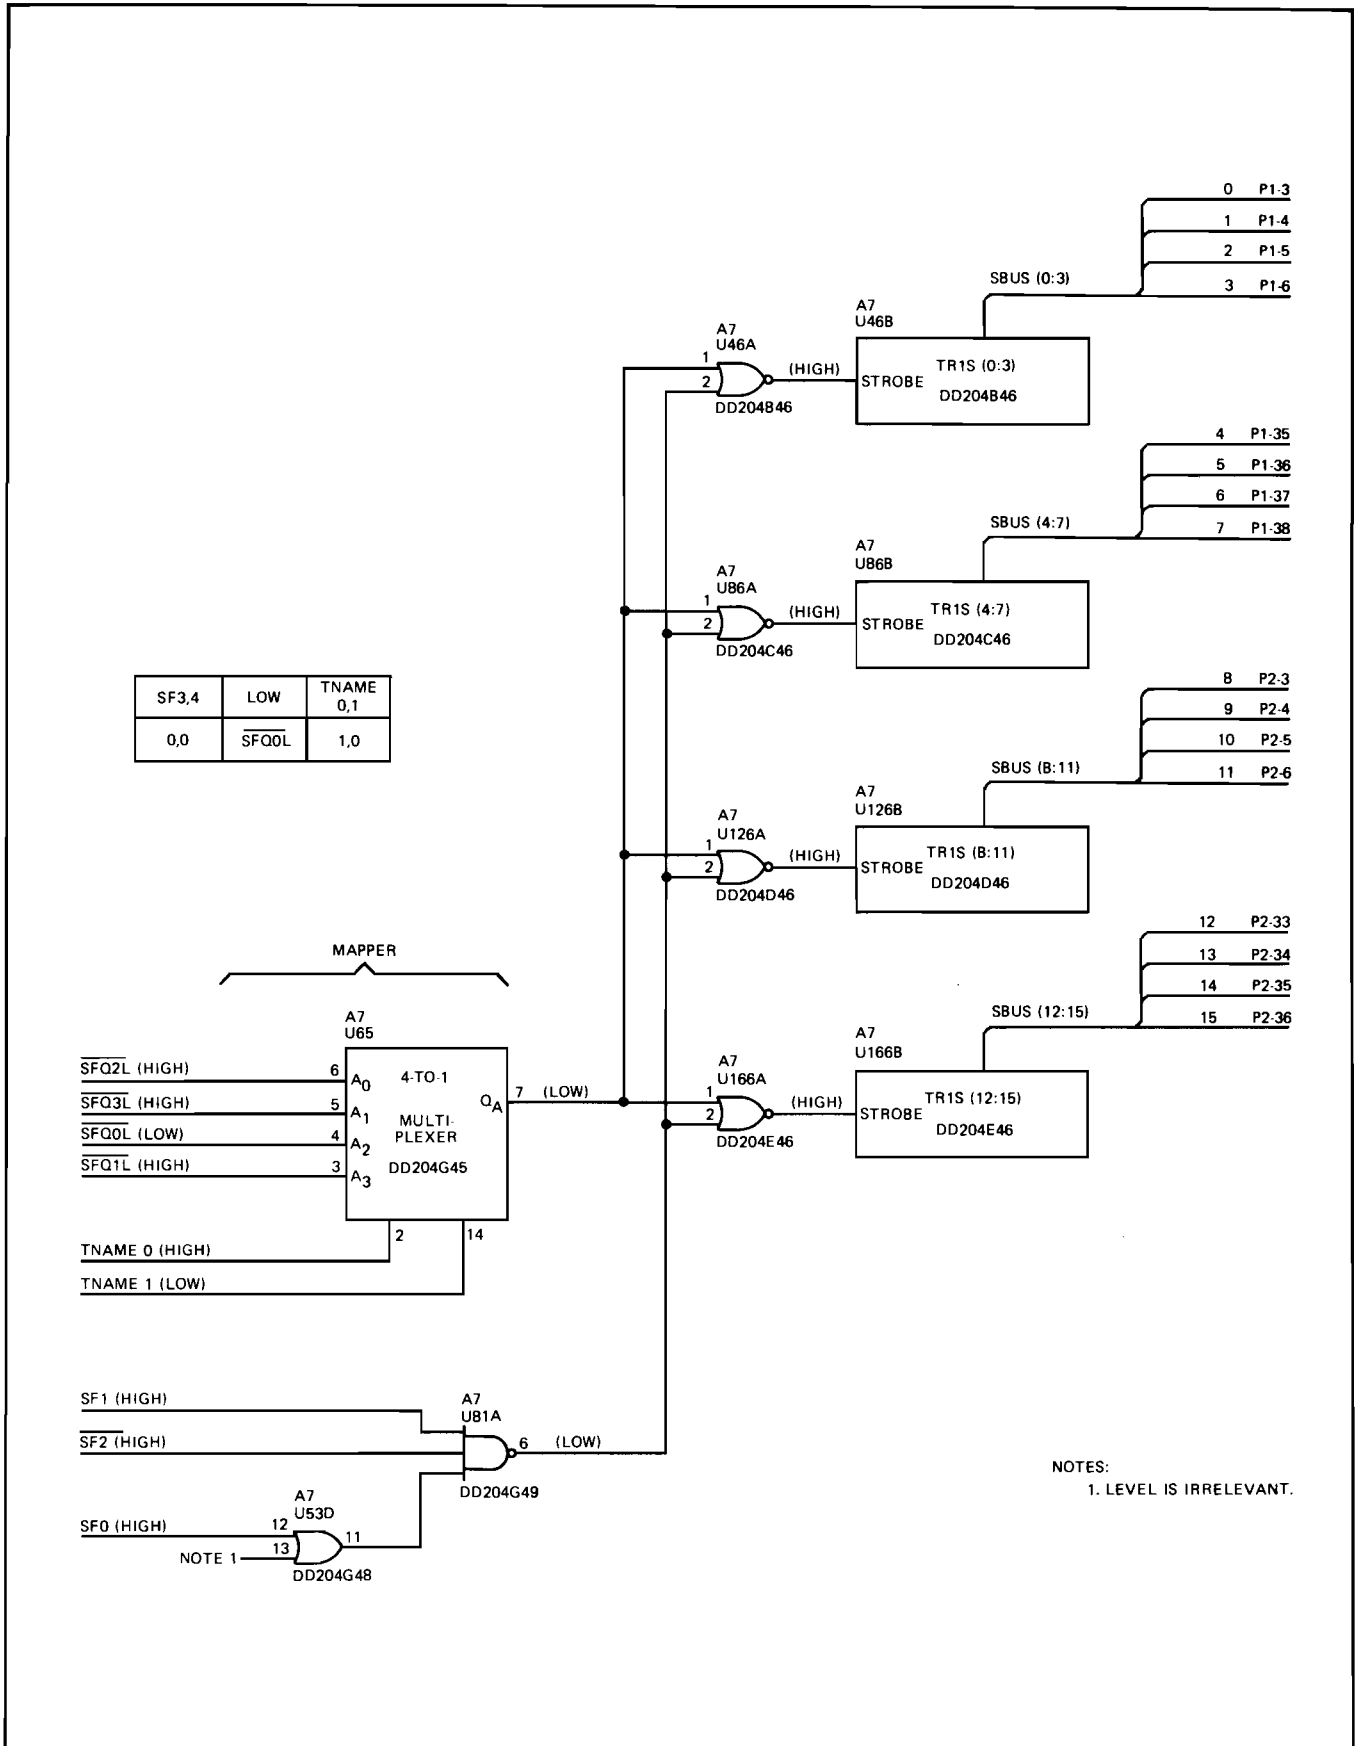 0 P1-3
1 P1-4
2 P1-5
3 P1-6
SBUS (0:3)
A7
U46B
TR1S (0:3)
STROBE
DD204B46
A7
U46A
1
2
(HIGH)
DD204B46
4 P1-35
5 P1-36
6 P1-37
7 P1-38
SBUS (4:7)
A7
U86B
TR1S (4:7)
STROBE
DD204C46
A7
U86A
1
2
(HIGH)
DD204C46
SF3,4 LOW TNAME 0,1
0,0 S̅F̅Q̅0̅L̅ 1,0
8 P2-3
9 P2-4
10 P2-5
11 P2-6
SBUS (8:11)
A7
U126B
TR1S (8:11)
STROBE
DD204D46
A7
U126A
1
2
(HIGH)
DD204D46
12 P2-33
13 P2-34
14 P2-35
15 P2-36
SBUS (12:15)
A7
U166B
TR1S (12:15)
STROBE
DD204E46
A7
U166A
1
2
(HIGH)
DD204E46
MAPPER
A7
U65
S̅F̅Q̅2̅L̅ (HIGH) 6 A0
S̅F̅Q̅3̅L̅ (HIGH) 5 A1
S̅F̅Q̅0̅L̅ (LOW) 4 A2
S̅F̅Q̅1̅L̅ (HIGH) 3 A3
4-TO-1
MULTI-
PLEXER
DD204G45
QA 7 (LOW)
2 14
TNAME 0 (HIGH)
TNAME 1 (LOW)
SF1 (HIGH)
S̅F̅2̅ (HIGH)
A7
U81A
6 (LOW)
DD204G49
A7
U53D
SF0 (HIGH) 12
NOTE 1 13
11
DD204G48
NOTES:
1. LEVEL IS IRRELEVANT.